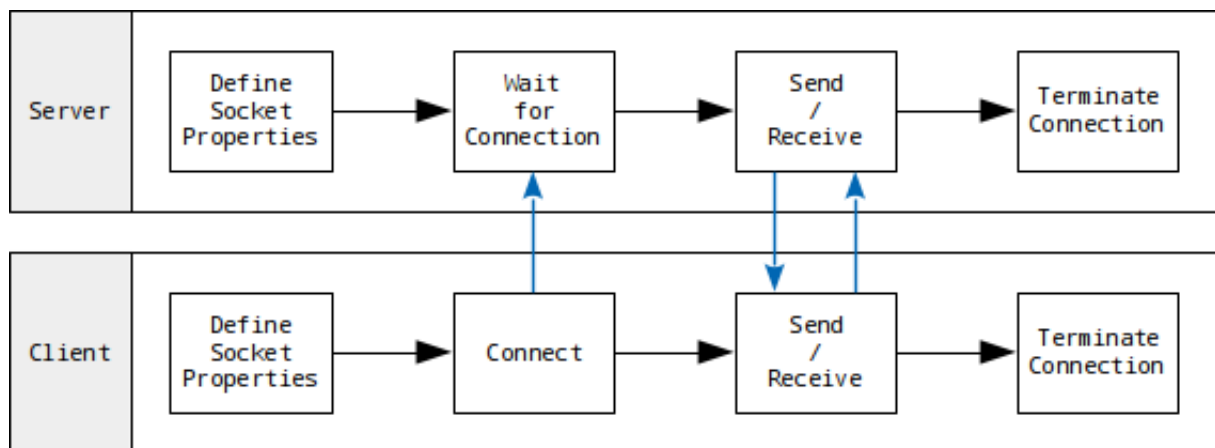 Server
Define
Socket
Properties
Wait
for
Connection
Send
/
Receive
Terminate
Connection
Client
Define
Socket
Properties
Connect
Send
/
Receive
Terminate
Connection